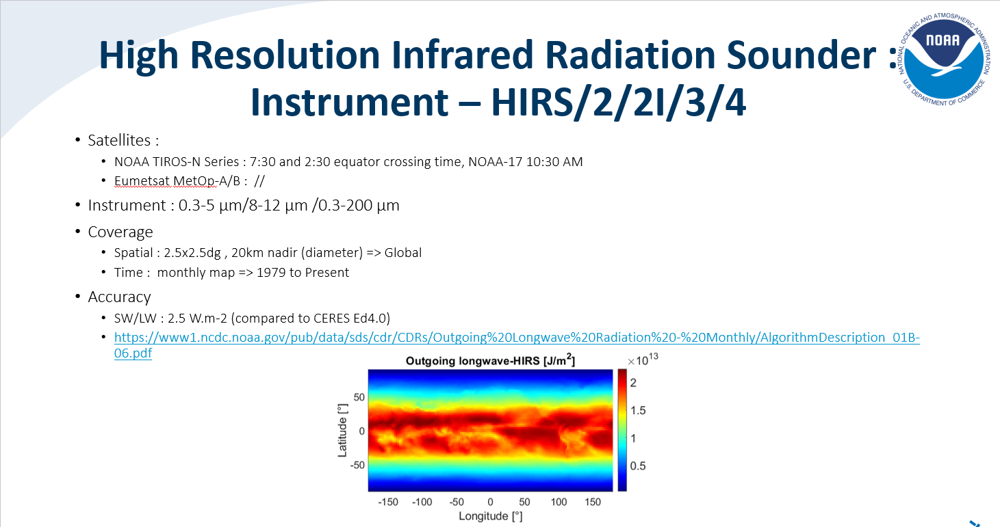 High Resolution Infrared Radiation Sounder :
Instrument – HIRS/2/2I/3/4
NATIONAL OCEANIC AND ATMOSPHERIC ADMINISTRATION
NOAA
U.S. DEPARTMENT OF COMMERCE
• Satellites :
• NOAA TIROS-N Series : 7:30 and 2:30 equator crossing time, NOAA-17 10:30 AM
• Eumetsat MetOp-A/B : //
• Instrument : 0.3-5 µm/8-12 µm /0.3-200 µm
• Coverage
• Spatial : 2.5x2.5dg , 20km nadir (diameter) => Global
• Time : monthly map => 1979 to Present
• Accuracy
• SW/LW : 2.5 W.m-2 (compared to CERES Ed4.0)
• https://www1.ncdc.noaa.gov/pub/data/sds/cdr/CDRs/Outgoing%20Longwave%20Radiation%20-%20Monthly/AlgorithmDescription_01B-
06.pdf
Outgoing longwave-HIRS [J/m²]
×10¹³
2
1.5
1
0.5
Latitude [°]
50
0
-50
-150 -100 -50 0 50 100 150
Longitude [°]